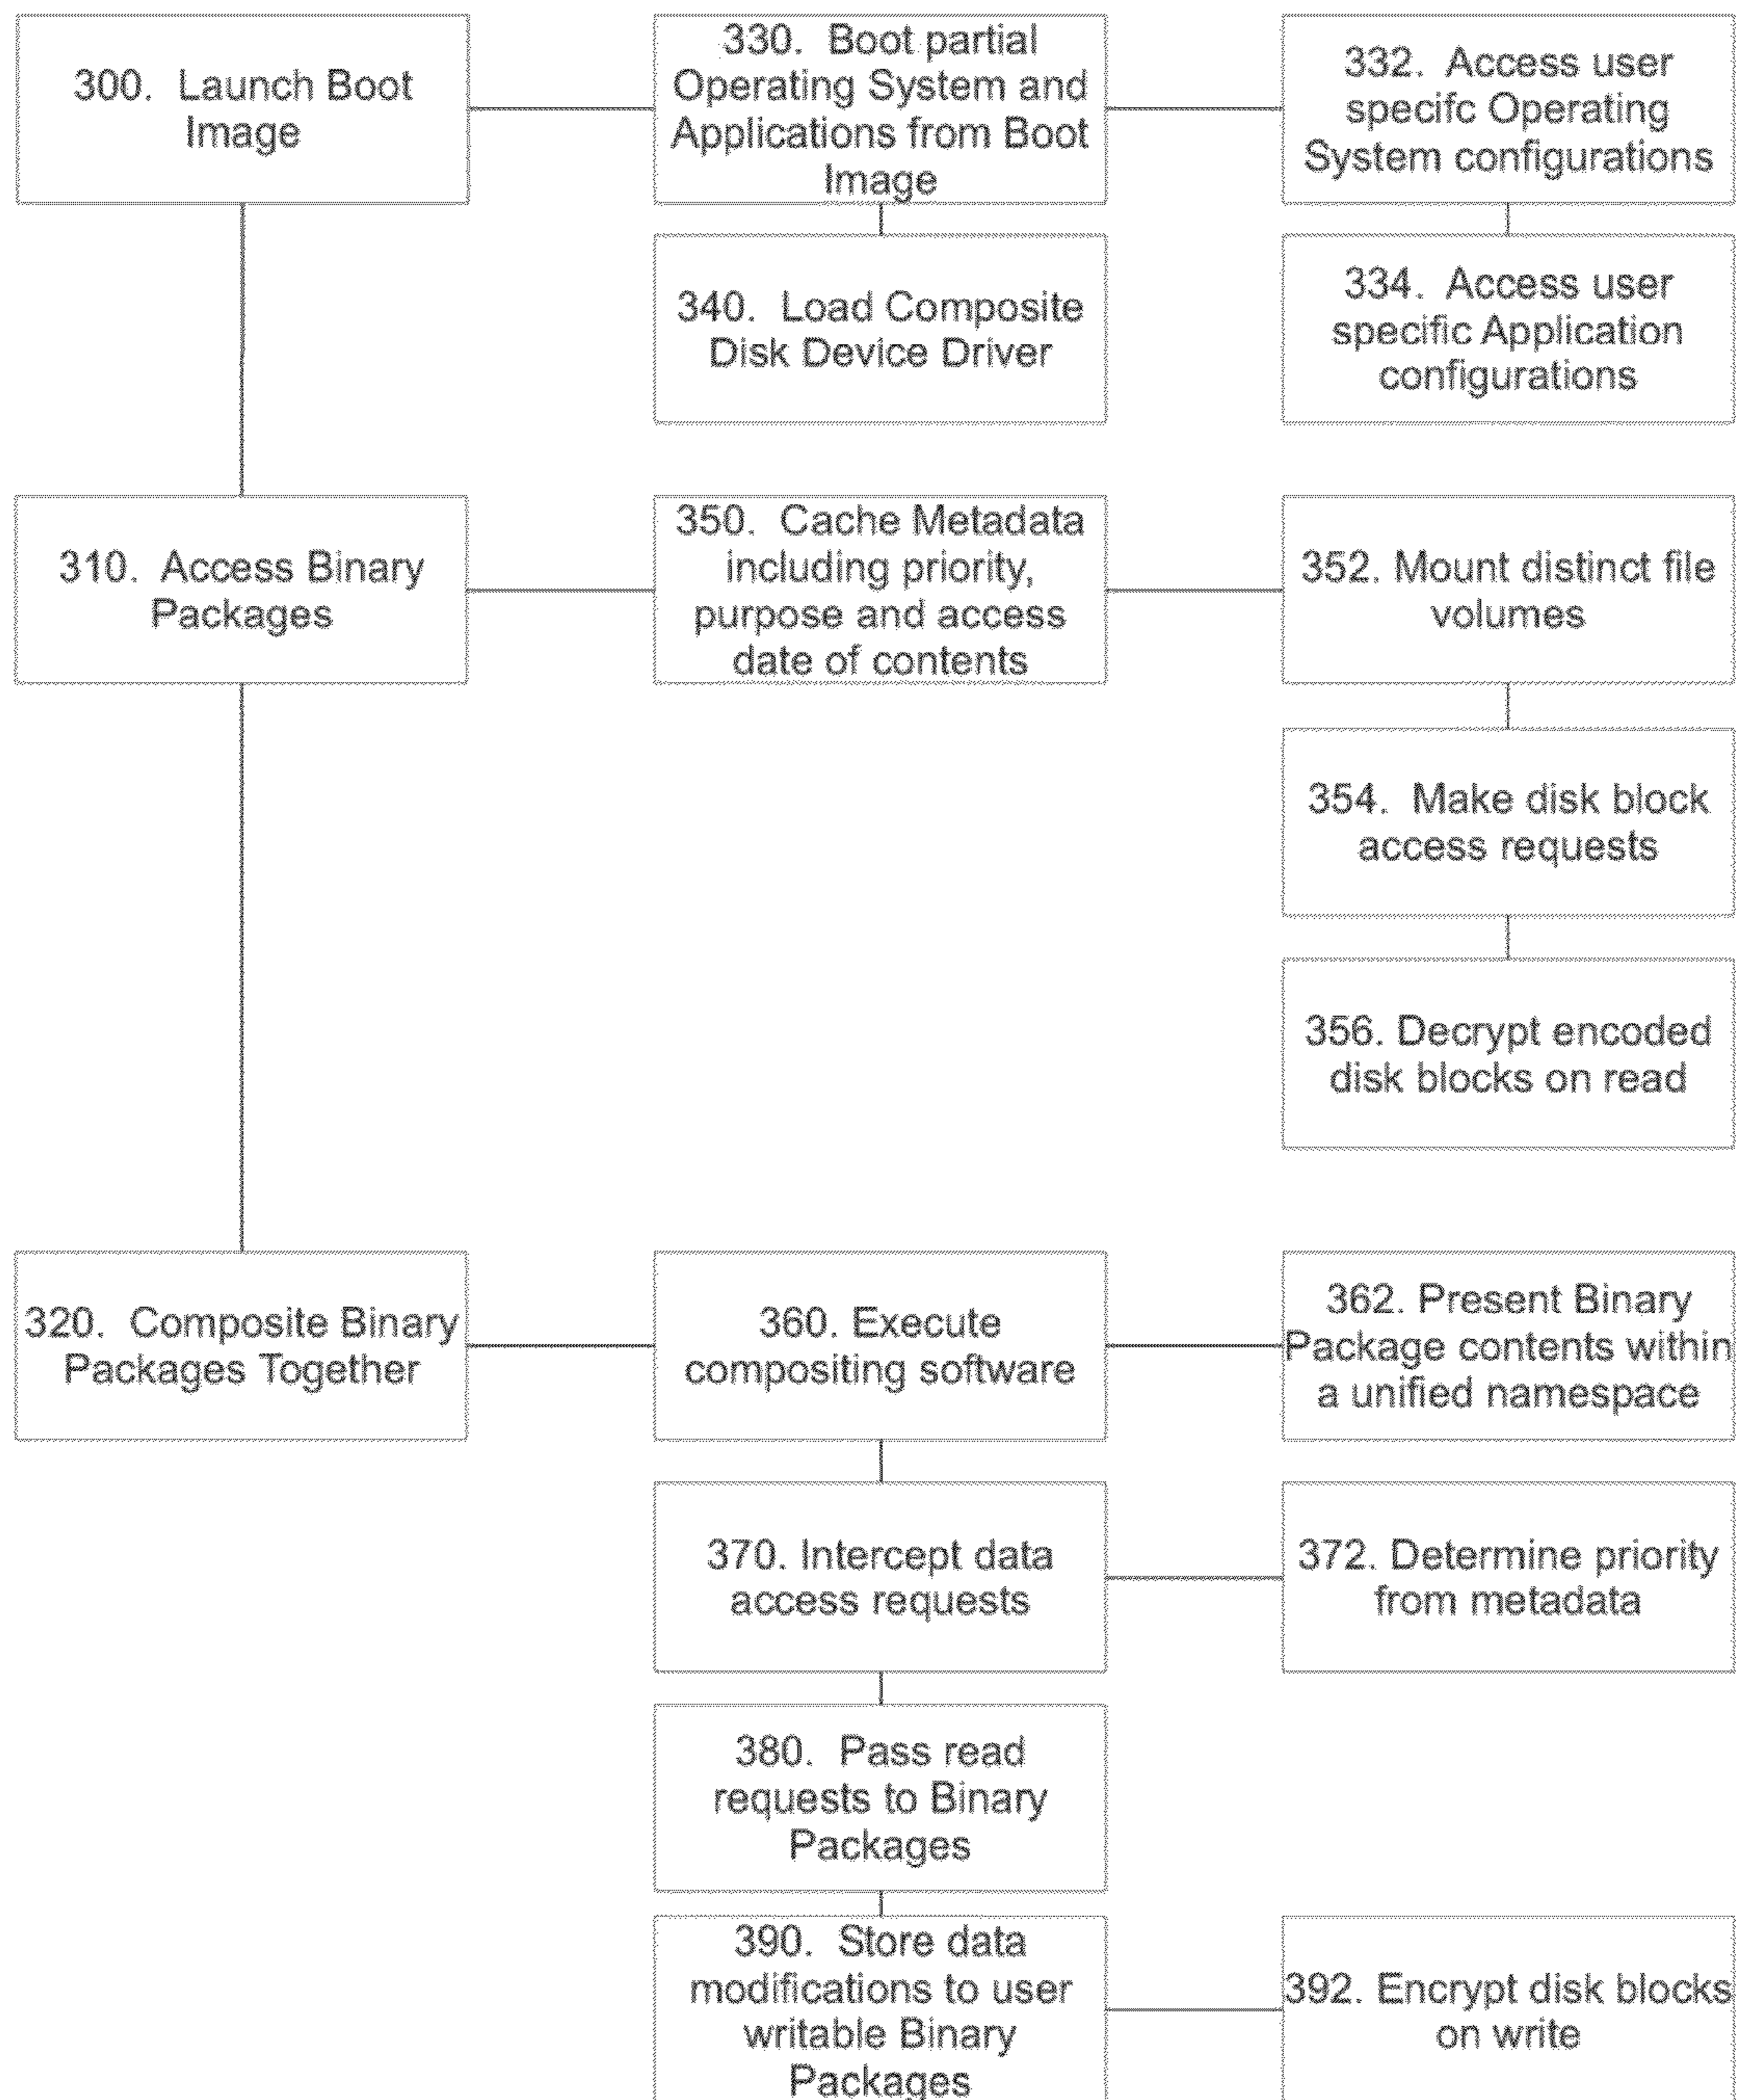 300.  Launch Boot
Image
330.  Boot partial
Operating System and
Applications from Boot
Image
332.  Access user
specifc Operating
System configurations
340.  Load Composite
Disk Device Driver
334.  Access user
specific Application
configurations
310.  Access Binary
Packages
350.  Cache Metadata
including priority,
purpose and access
date of contents
352. Mount distinct file
volumes
354.  Make disk block
access requests
356. Decrypt encoded
disk blocks on read
320.  Composite Binary
Packages Together
360. Execute
compositing software
362. Present Binary
Package contents within
a unified namespace
370. Intercept data
access requests
372. Determine priority
from metadata
380.  Pass read
requests to Binary
Packages
390.  Store data
modifications to user
writable Binary
Packages
392. Encrypt disk blocks
on write